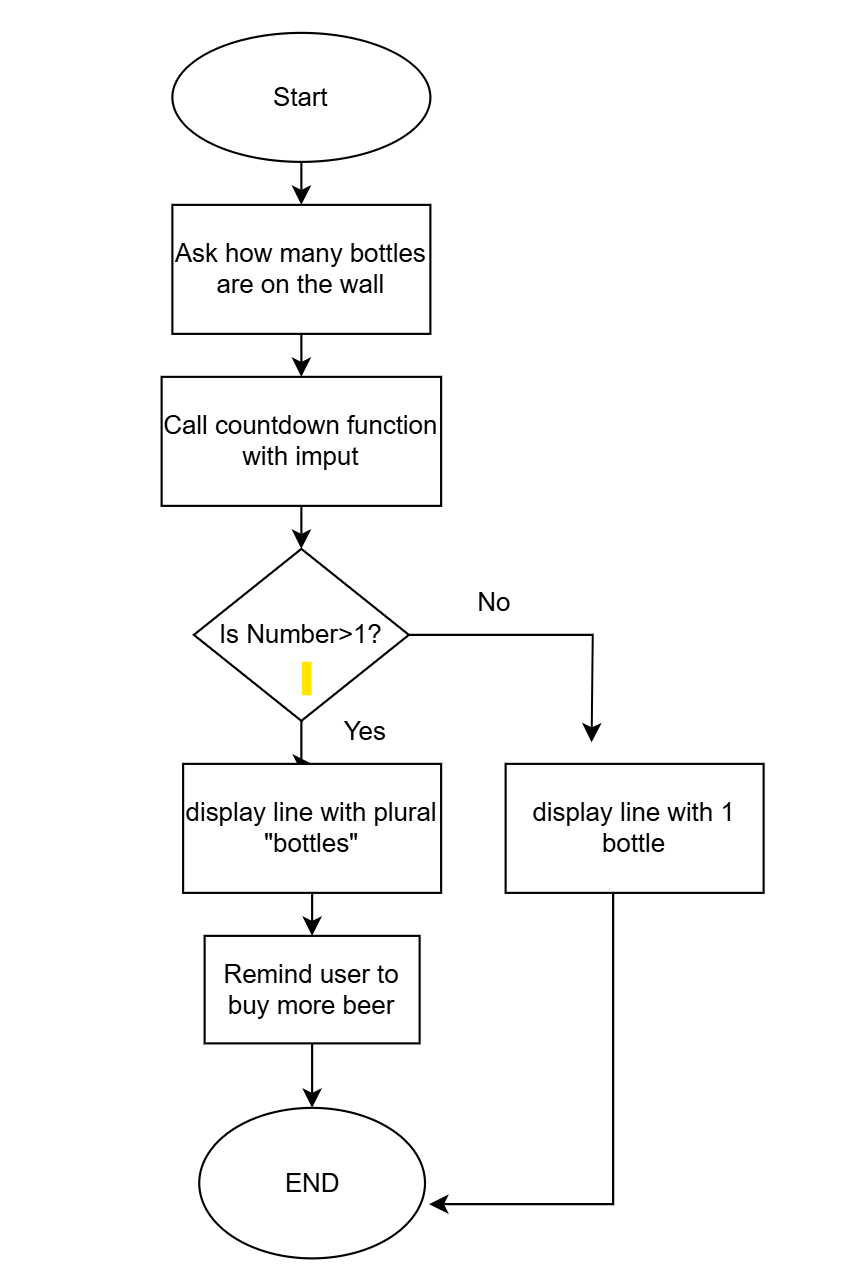 Start
Ask how many bottles
are on the wall
Call countdown function
with imput
Is Number>1?
No
Yes
display line with plural
"bottles"
display line with 1
bottle
Remind user to
buy more beer
END